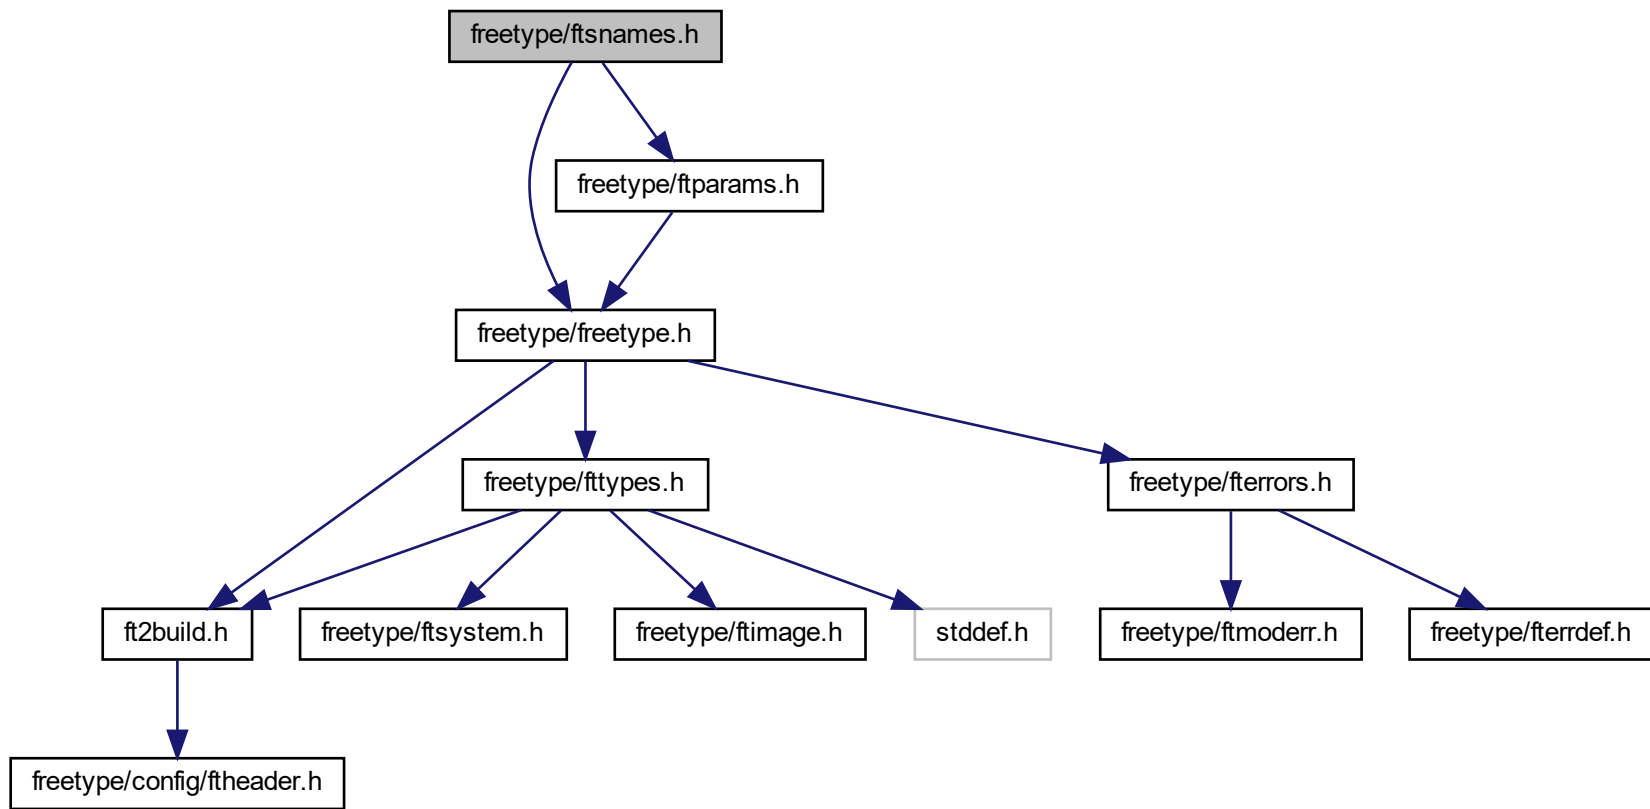 freetype/ftsnames.h
freetype/ftparams.h
freetype/freetype.h
freetype/fttypes.h
freetype/fterrors.h
ft2build.h
freetype/ftsystem.h
freetype/ftimage.h
stddef.h
freetype/ftmoderr.h
freetype/fterrdef.h
freetype/config/ftheader.h